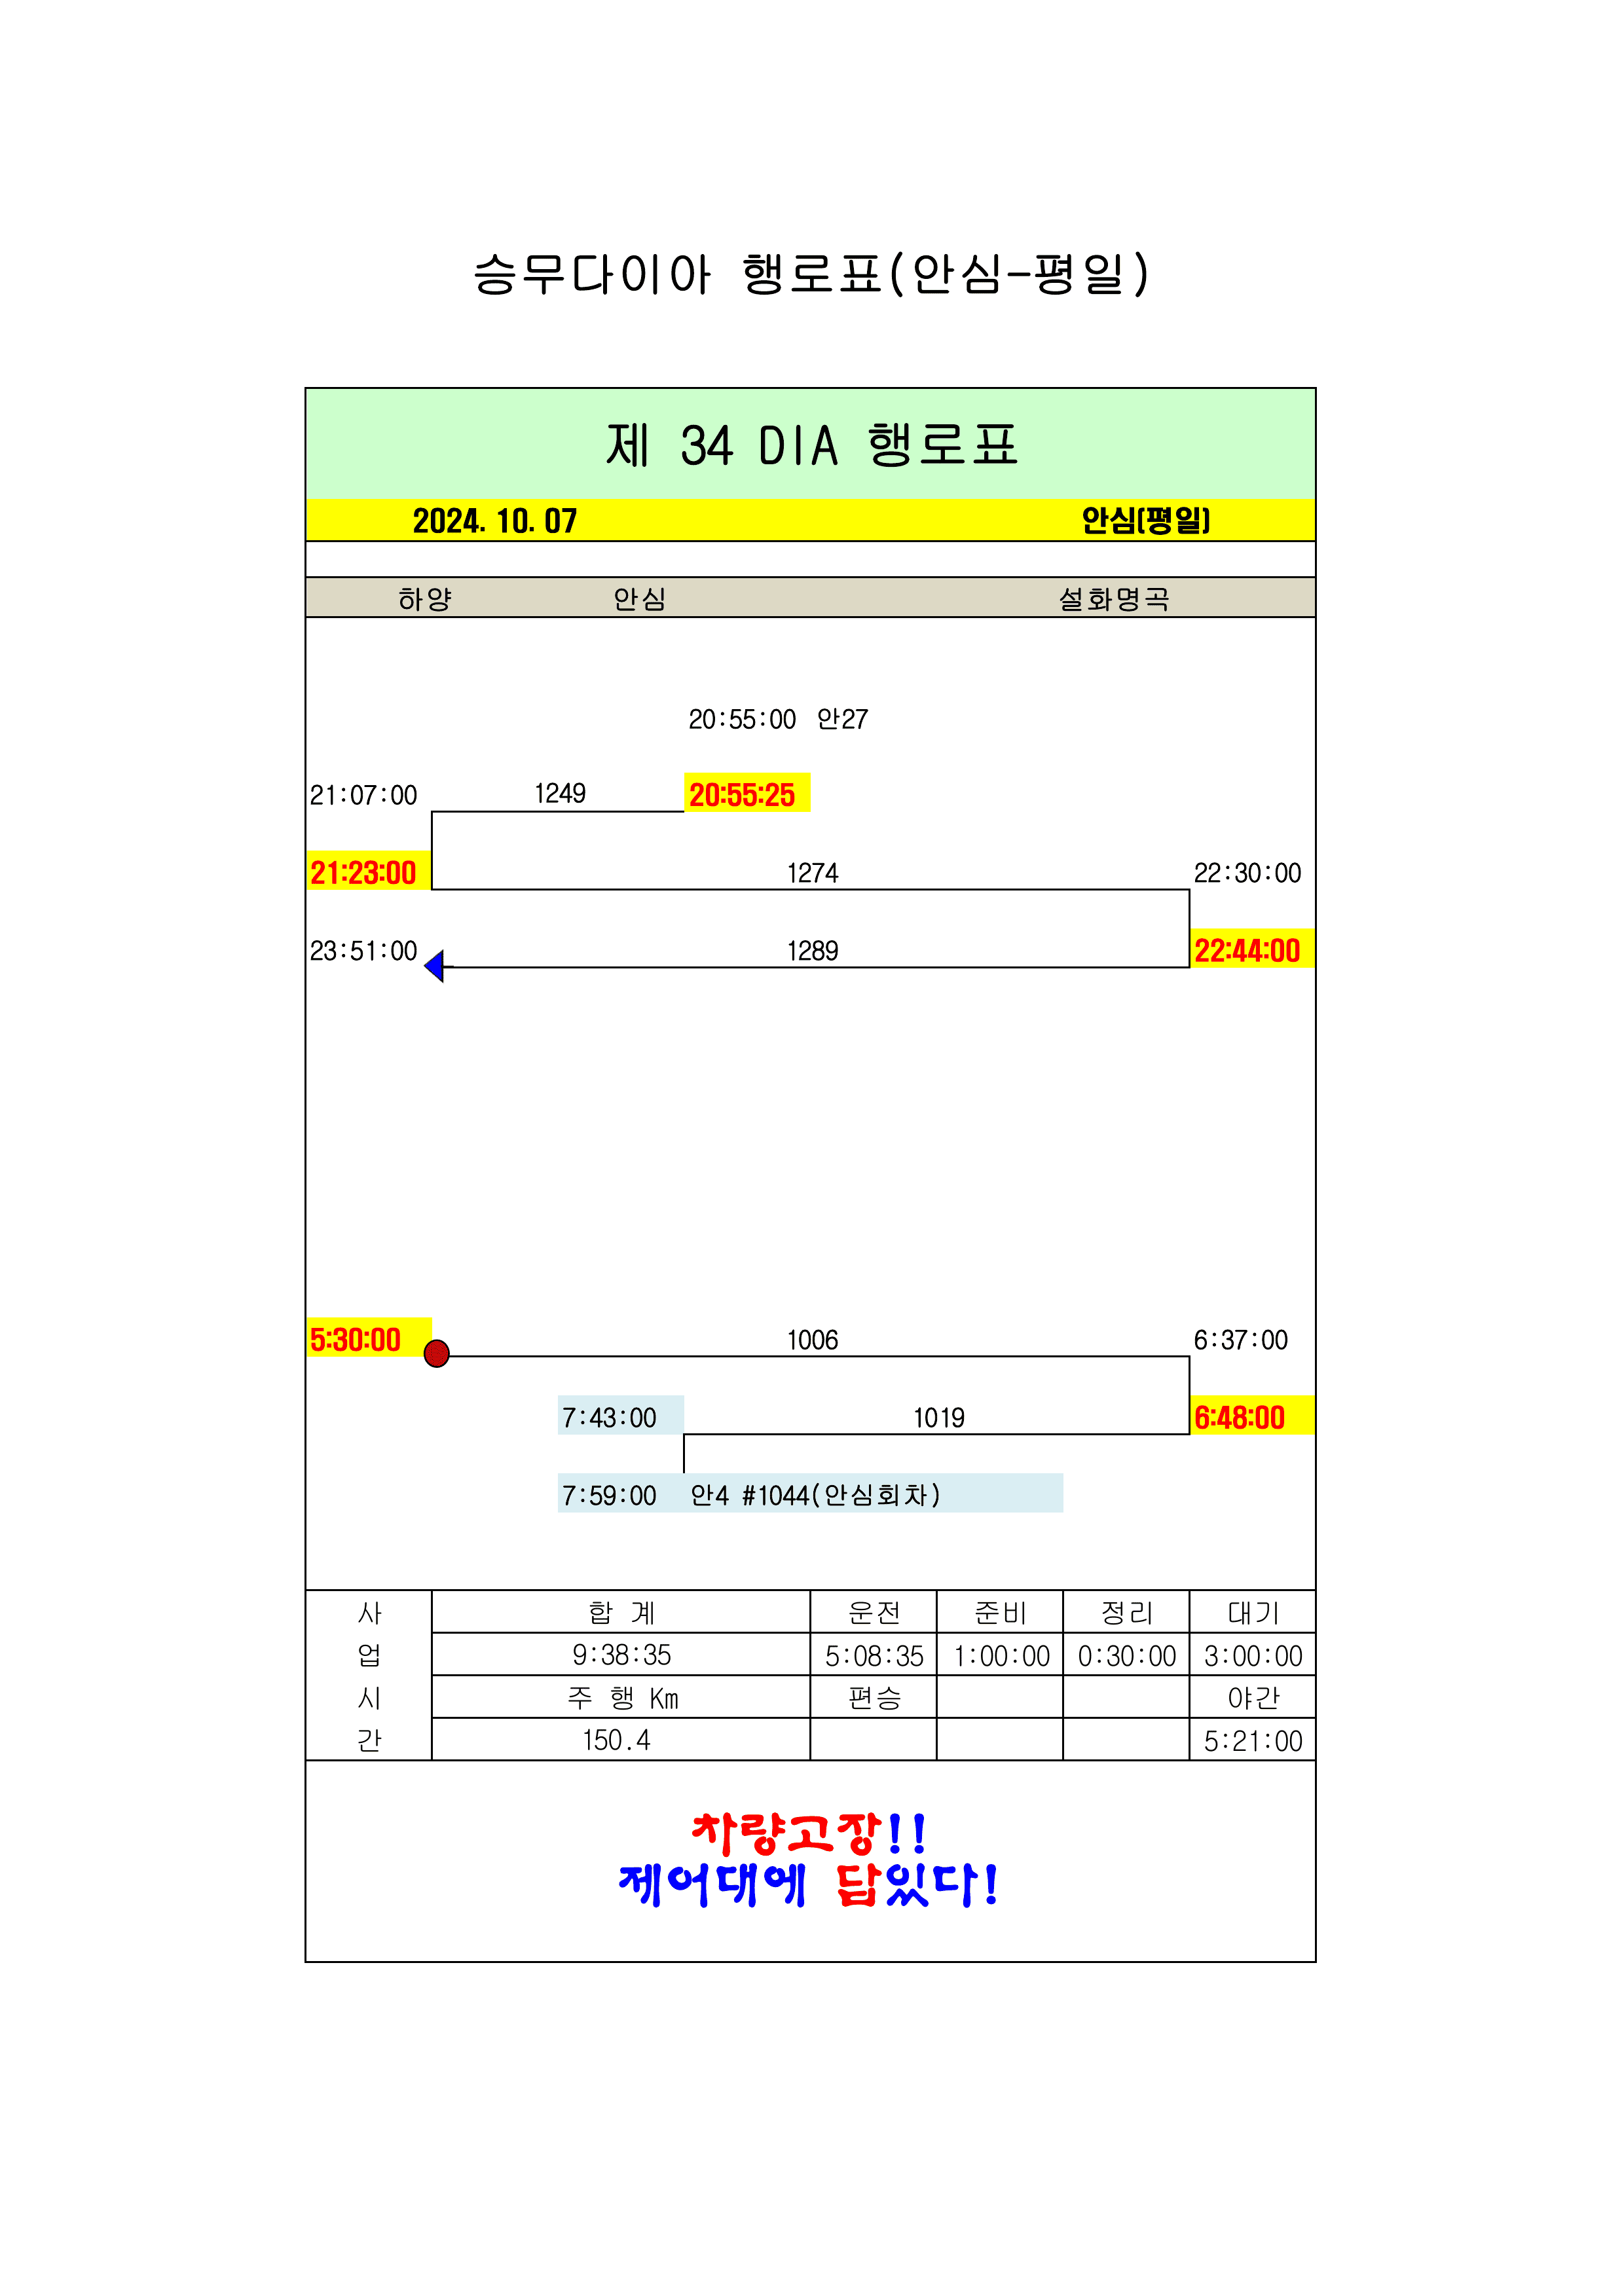 승무다이아 행로표(안심-평일)
제 34 DIA 행로표
2024. 10. 07 안심(평일)
하양 안심 설화명곡
20:55:00 안27
21:07:00 1249 20:55:25
21:23:00 1274 22:30:00
23:51:00 1289 22:44:00
5:30:00 1006 6:37:00
7:43:00 1019 6:48:00
7:59:00 안4 #1044(안심회차)
사 합 계 운전 준비 정리 대기
업 9:38:35 5:08:35 1:00:00 0:30:00 3:00:00
시 주 행 Km 편승 야간
간 150.4 5:21:00
차량고장!!
제어대에 답있다!